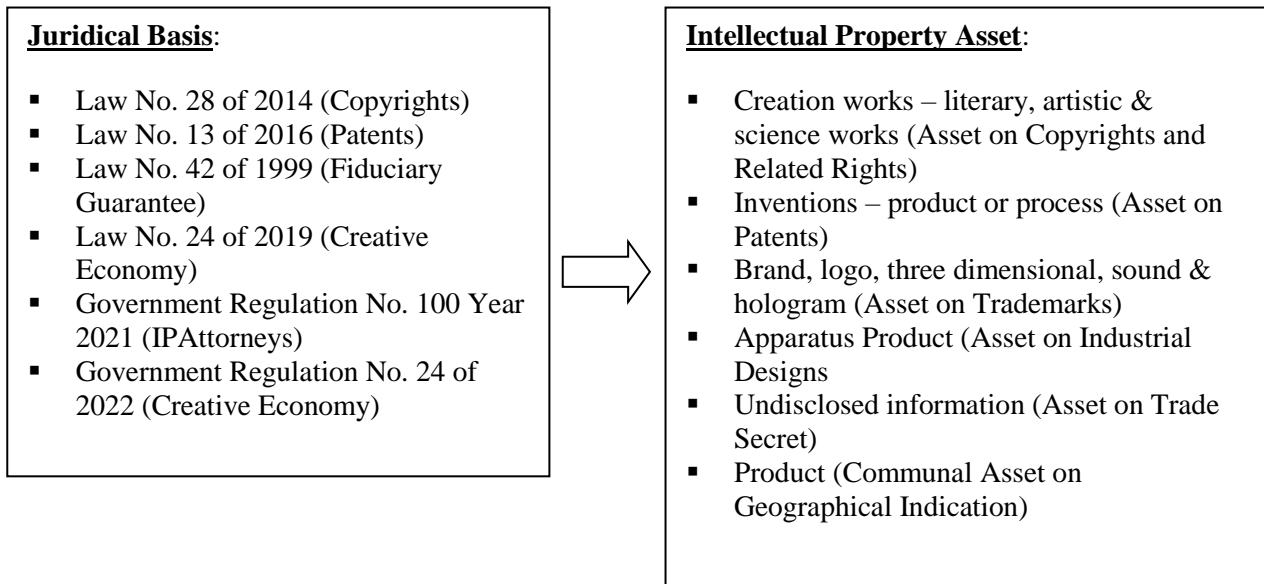 Juridical Basis:
▪ Law No. 28 of 2014 (Copyrights)
▪ Law No. 13 of 2016 (Patents)
▪ Law No. 42 of 1999 (Fiduciary
Guarantee)
▪ Law No. 24 of 2019 (Creative
Economy)
▪ Government Regulation No. 100 Year
2021 (IPAttorneys)
▪ Government Regulation No. 24 of
2022 (Creative Economy)
Intellectual Property Asset:
▪ Creation works – literary, artistic &
science works (Asset on Copyrights and
Related Rights)
▪ Inventions – product or process (Asset on
Patents)
▪ Brand, logo, three dimensional, sound &
hologram (Asset on Trademarks)
▪ Apparatus Product (Asset on Industrial
Designs
▪ Undisclosed information (Asset on Trade
Secret)
▪ Product (Communal Asset on
Geographical Indication)